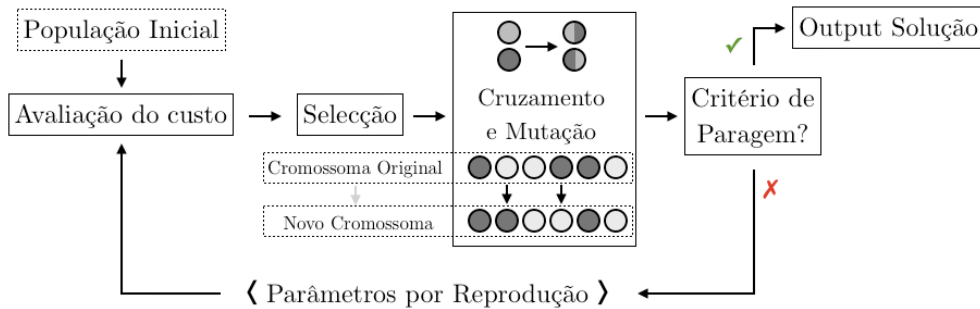 População Inicial
Avaliação do custo
Selecção
Cruzamento
e Mutação
Cromossoma Original
Novo Cromossoma
Critério de
Paragem?
✓
Output Solução
✗
❬ Parâmetros por Reprodução ❭